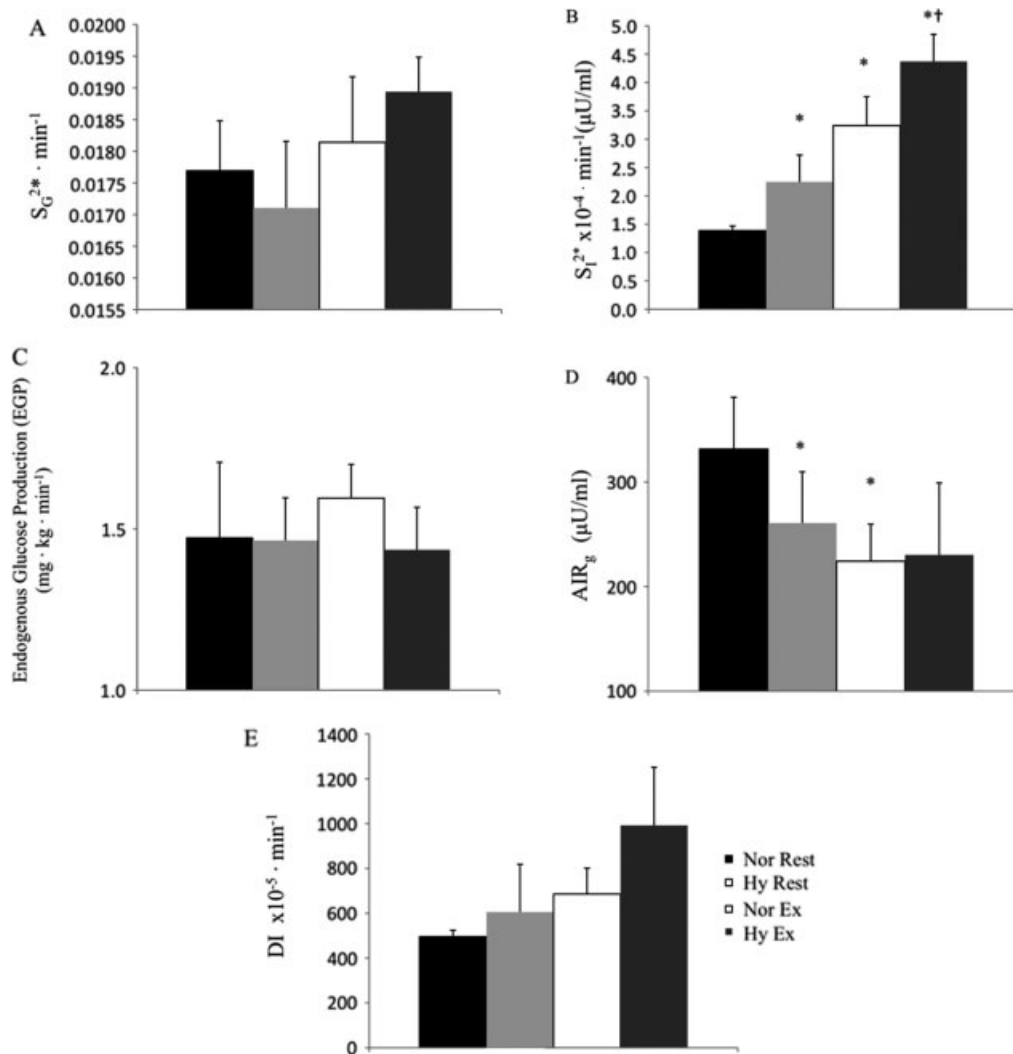 A
S_G^2* · min^-1
0.0200
0.0195
0.0190
0.0185
0.0180
0.0175
0.0170
0.0165
0.0160
0.0155
B
S_I^2* x10^-4 · min^-1(μU/ml)
5.0
4.5
4.0
3.5
3.0
2.5
2.0
1.5
1.0
0.5
0.0
*
*
*†
C
Endogenous Glucose Production (EGP)
(mg · kg · min^-1)
2.0
1.5
1.0
D
AIR_g (μU/ml)
400
300
200
100
*
*
E
DI x10^-5 · min^-1
1400
1200
1000
800
600
400
200
0
Nor Rest
Hy Rest
Nor Ex
Hy Ex